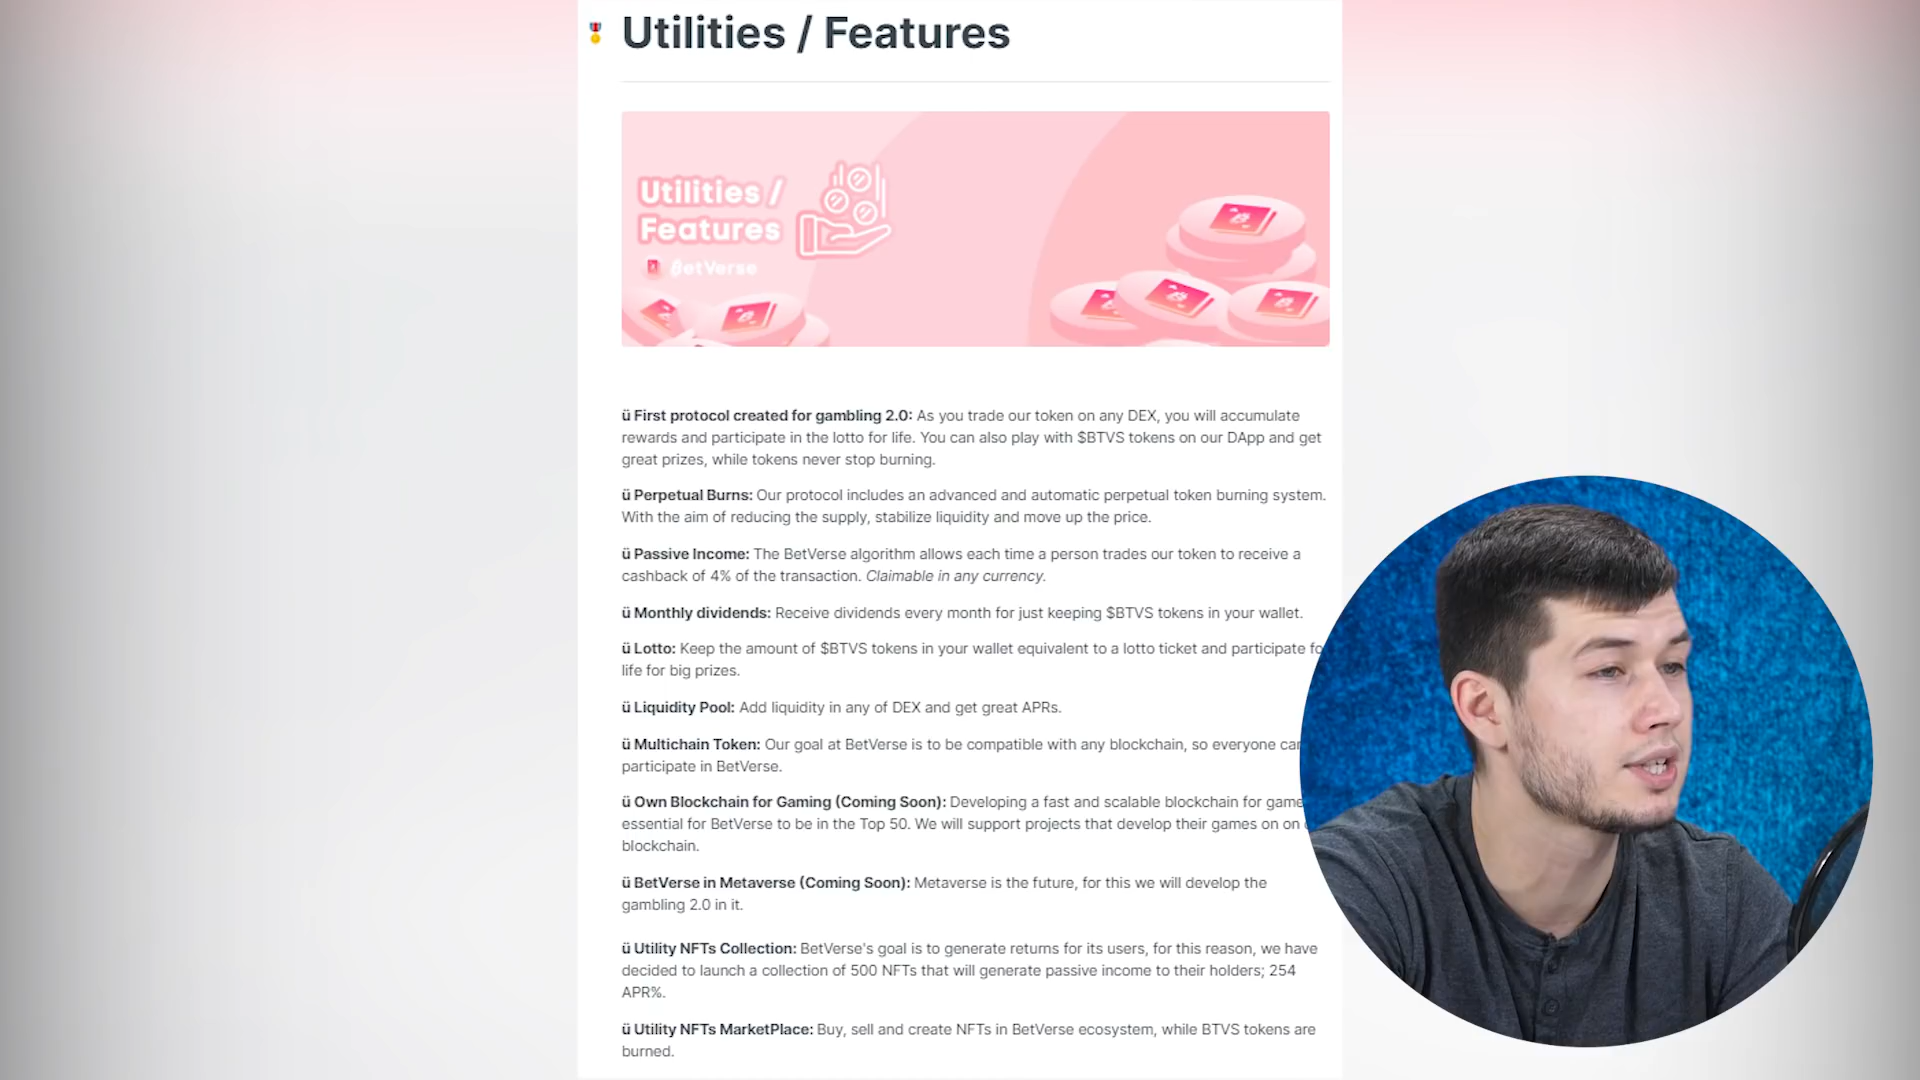 Utilities / Features
Utilities /
Features
BetVerse
ü First protocol created for gambling 2.0: As you trade our token on any DEX, you will accumulate
rewards and participate in the lotto for life. You can also play with $BTVS tokens on our DApp and get
great prizes, while tokens never stop burning.
ü Perpetual Burns: Our protocol includes an advanced and automatic perpetual token burning system.
With the aim of reducing the supply, stabilize liquidity and move up the price.
ü Passive Income: The BetVerse algorithm allows each time a person trades our token to receive a
cashback of 4% of the transaction. Claimable in any currency.
ü Monthly dividends: Receive dividends every month for just keeping $BTVS tokens in your wallet.
ü Lotto: Keep the amount of $BTVS tokens in your wallet equivalent to a lotto ticket and participate
life for big prizes.
ü Liquidity Pool: Add liquidity in any of DEX and get great APRs.
ü Multichain Token: Our goal at BetVerse is to be compatible with any blockchain, so everyone can
participate in BetVerse.
ü Own Blockchain for Gaming (Coming Soon): Developing a fast and scalable blockchain for game
essential for BetVerse to be in the Top 50. We will support projects that develop their games on on
blockchain.
ü BetVerse in Metaverse (Coming Soon): Metaverse is the future, for this we will develop the
gambling 2.0 in it.
ü Utility NFTs Collection: BetVerse's goal is to generate returns for its users, for this reason, we have
decided to launch a collection of 500 NFTs that will generate passive income to their holders; 254
APR%.
ü Utility NFTs MarketPlace: Buy, sell and create NFTs in BetVerse ecosystem, while BTVS tokens are
burned.